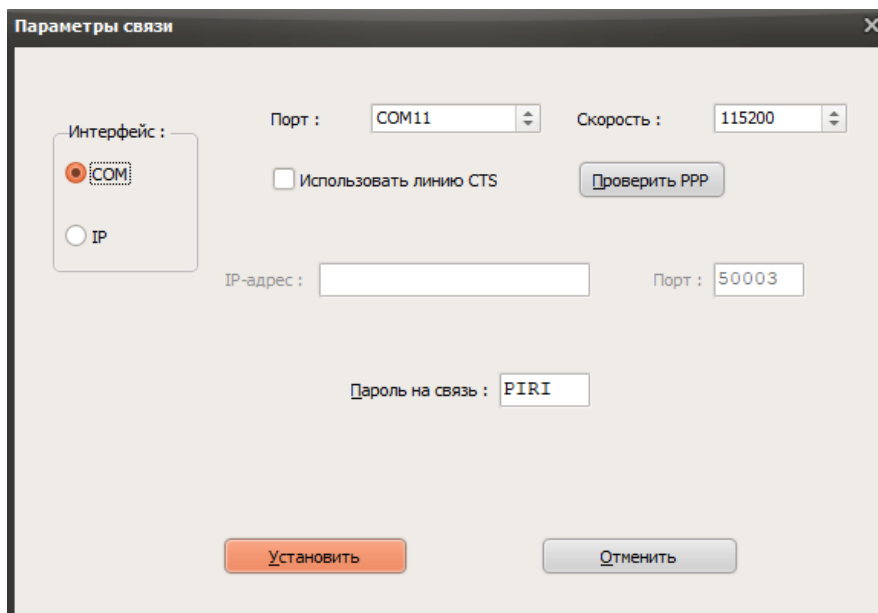 Параметры связи
Интерфейс :
COM
IP
Порт : COM11 Скорость : 115200
Использовать линию CTS Проверить PPP
IP-адрес : Порт : 50003
Пароль на связь : PIRI
Установить Отменить